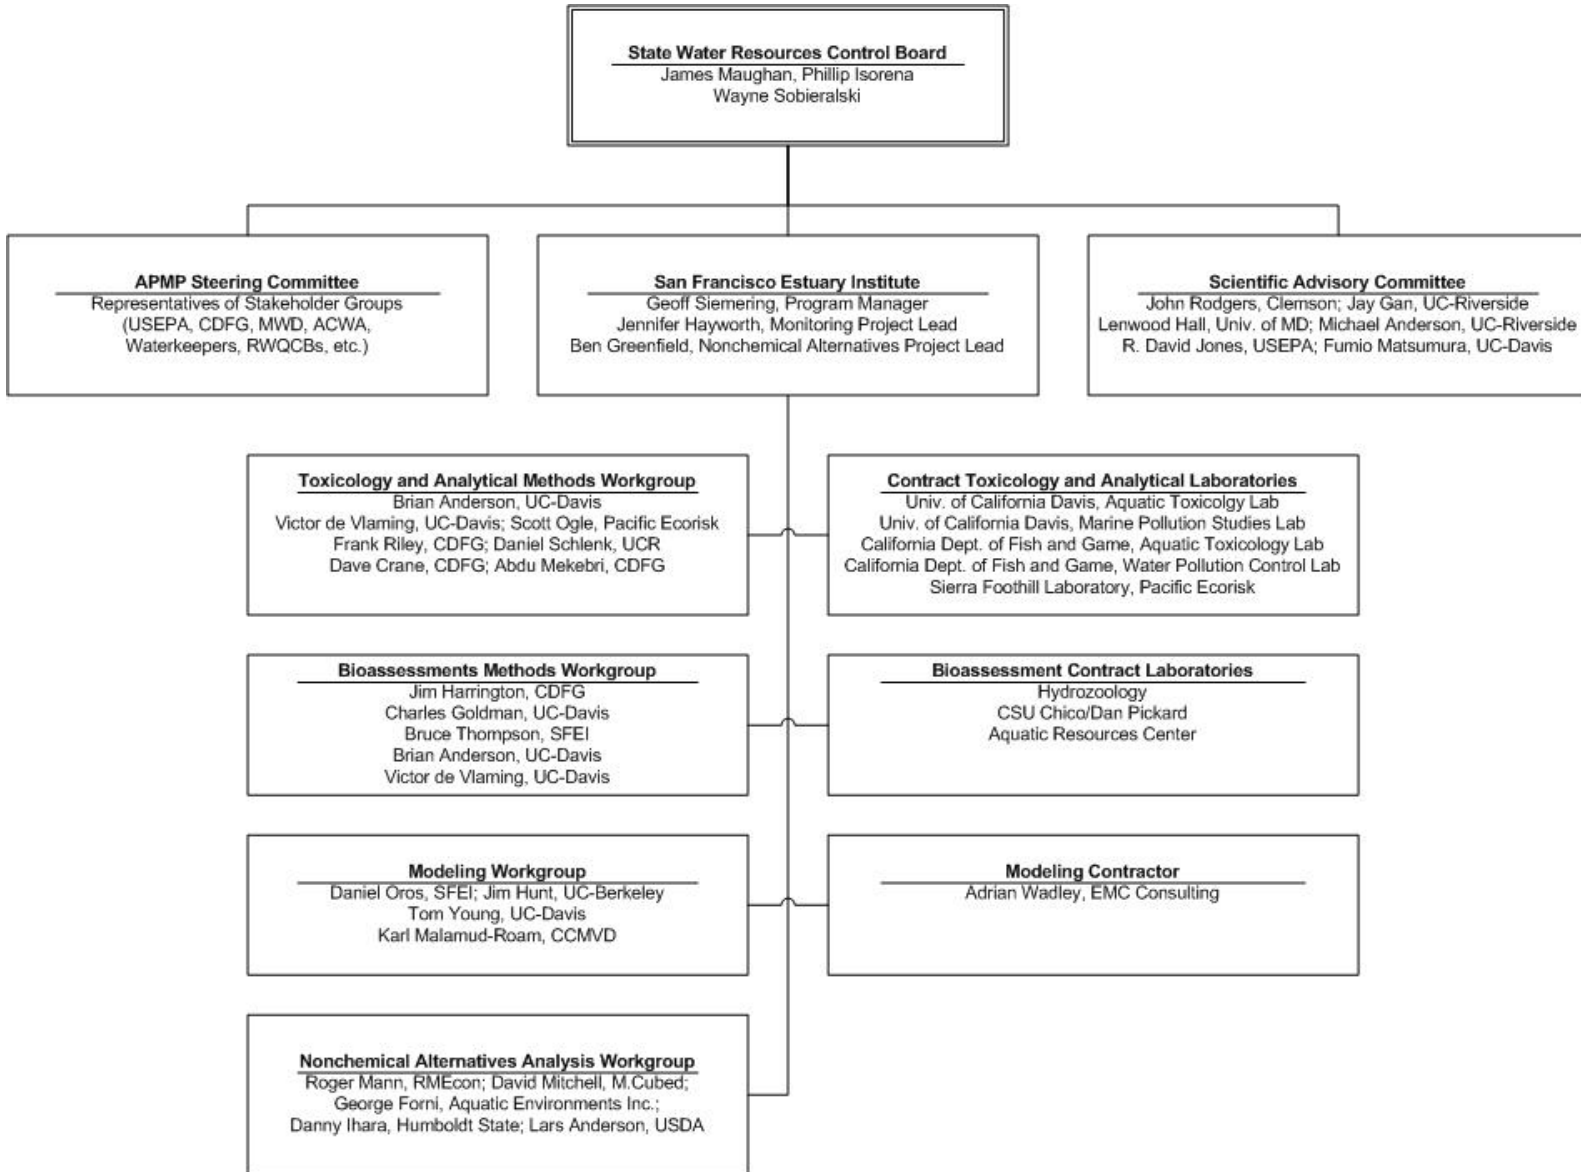 State Water Resources Control Board
James Maughan, Phillip Isorena
Wayne Sobieralski
APMP Steering Committee
Representatives of Stakeholder Groups
(USEPA, CDFG, MWD, ACWA,
Waterkeepers, RWQCBs, etc.)
San Francisco Estuary Institute
Geoff Siemering, Program Manager
Jennifer Hayworth, Monitoring Project Lead
Ben Greenfield, Nonchemical Alternatives Project Lead
Scientific Advisory Committee
John Rodgers, Clemson; Jay Gan, UC-Riverside
Lenwood Hall, Univ. of MD; Michael Anderson, UC-Riverside
R. David Jones, USEPA; Fumio Matsumura, UC-Davis
Toxicology and Analytical Methods Workgroup
Brian Anderson, UC-Davis
Victor de Vlaming, UC-Davis; Scott Ogle, Pacific Ecorisk
Frank Riley, CDFG; Daniel Schlenk, UCR
Dave Crane, CDFG; Abdu Mekebri, CDFG
Contract Toxicology and Analytical Laboratories
Univ. of California Davis, Aquatic Toxicolgy Lab
Univ. of California Davis, Marine Pollution Studies Lab
California Dept. of Fish and Game, Aquatic Toxicology Lab
California Dept. of Fish and Game, Water Pollution Control Lab
Sierra Foothill Laboratory, Pacific Ecorisk
Bioassessments Methods Workgroup
Jim Harrington, CDFG
Charles Goldman, UC-Davis
Bruce Thompson, SFEI
Brian Anderson, UC-Davis
Victor de Vlaming, UC-Davis
Bioassessment Contract Laboratories
Hydrozoology
CSU Chico/Dan Pickard
Aquatic Resources Center
Modeling Workgroup
Daniel Oros, SFEI; Jim Hunt, UC-Berkeley
Tom Young, UC-Davis
Karl Malamud-Roam, CCMVD
Modeling Contractor
Adrian Wadley, EMC Consulting
Nonchemical Alternatives Analysis Workgroup
Roger Mann, RMEcon; David Mitchell, M.Cubed;
George Forni, Aquatic Environments Inc.;
Danny Ihara, Humboldt State; Lars Anderson, USDA